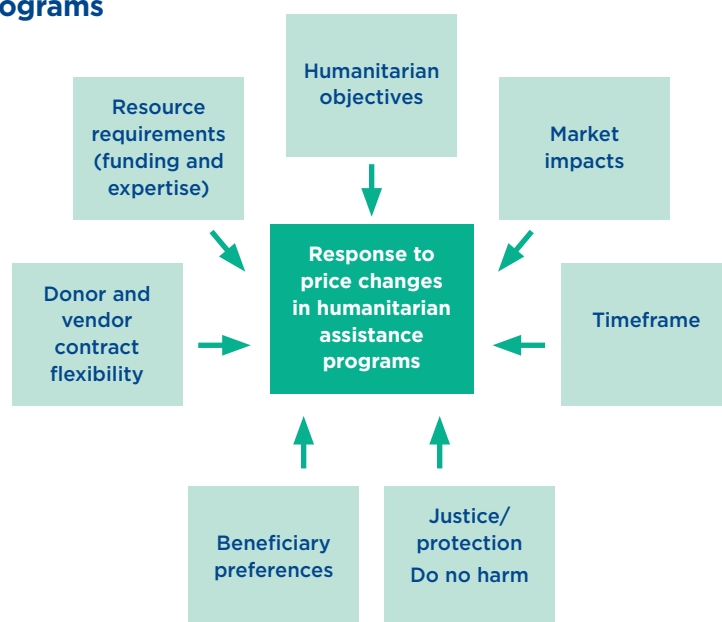 ograms
Humanitarian
objectives
Resource
requirements
(funding and
expertise)
Market
impacts
Response to
price changes
in humanitarian
assistance
programs
Donor and
vendor
contract
flexibility
Timeframe
Beneficiary
preferences
Justice/
protection
Do no harm